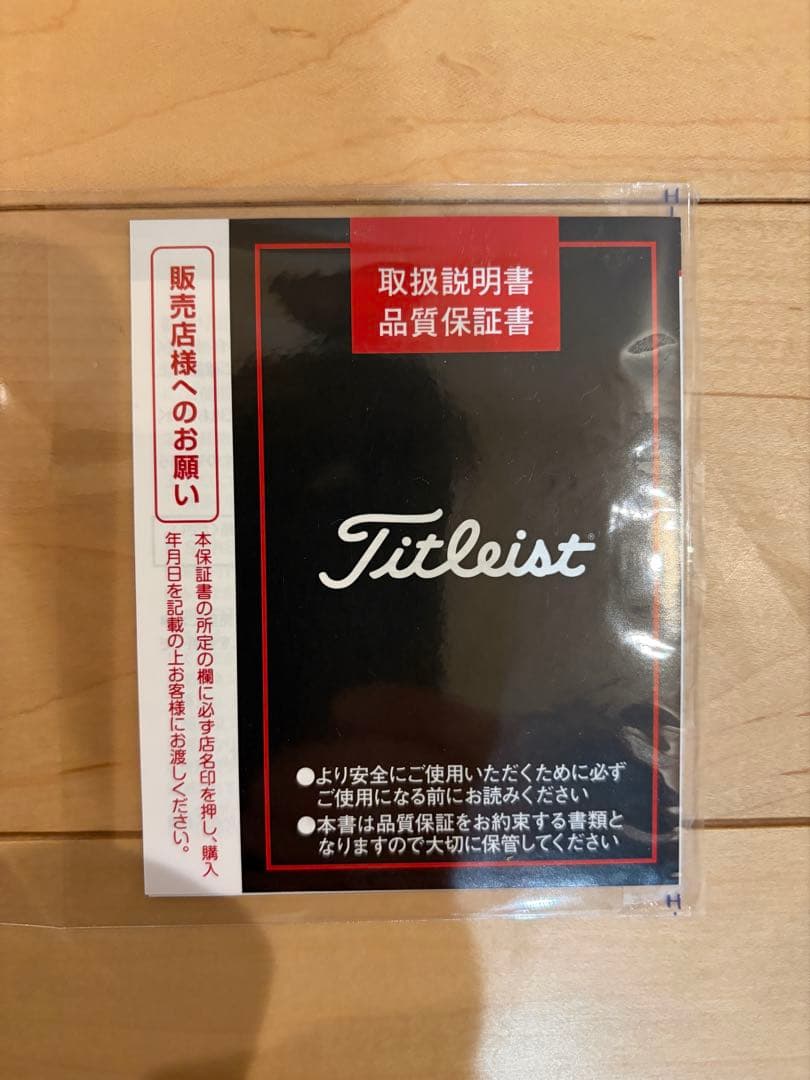 取扱説明書
品質保証書
Titleist
●より安全にご使用いただくために必ず
ご使用になる前にお読みください
●本書は品質保証をお約束する書類と
なりますので大切に保管してください
販売店様へのお願い
本保証書の所定の欄に必ず店名印を押し、購入
年月日を記載の上お客様にお渡しください。
H
H